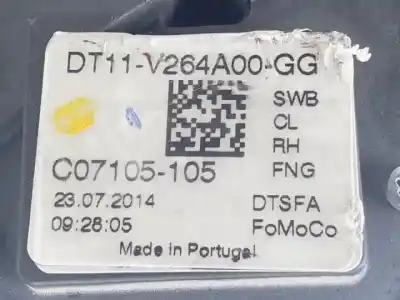 DT11-V264A00-GG
SWB
CL
RH
C07105-105 FNG
23.07.2014 DTSFA
09:28:05 FoMoCo
Made in Portugal